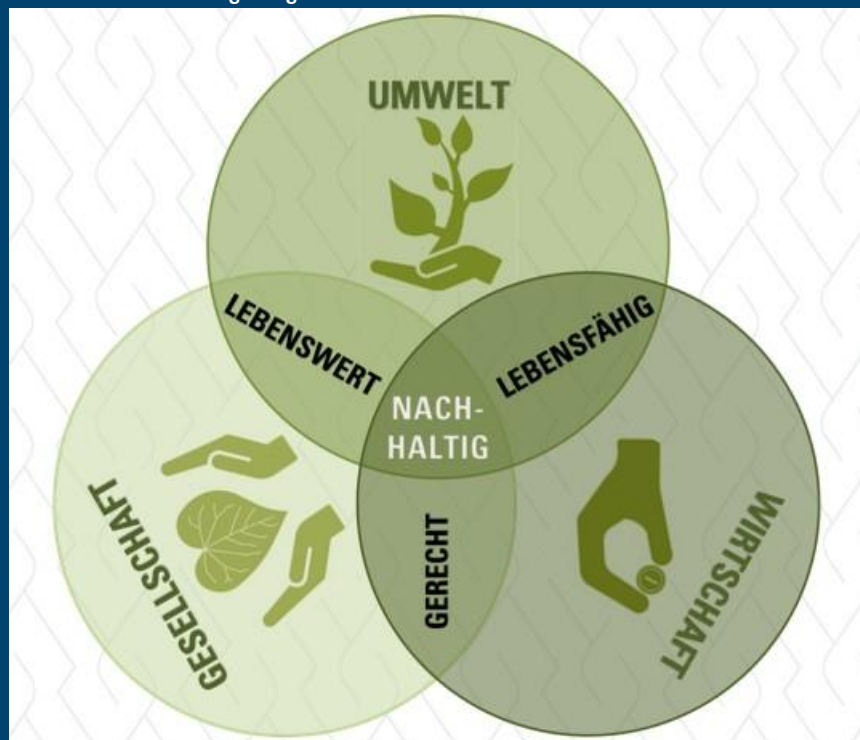 UMWELT
LEBENSWERT
LEBENSFÄHIG
NACH-
HALTIG
GESELLSCHAFT
GERECHT
WIRTSCHAFT